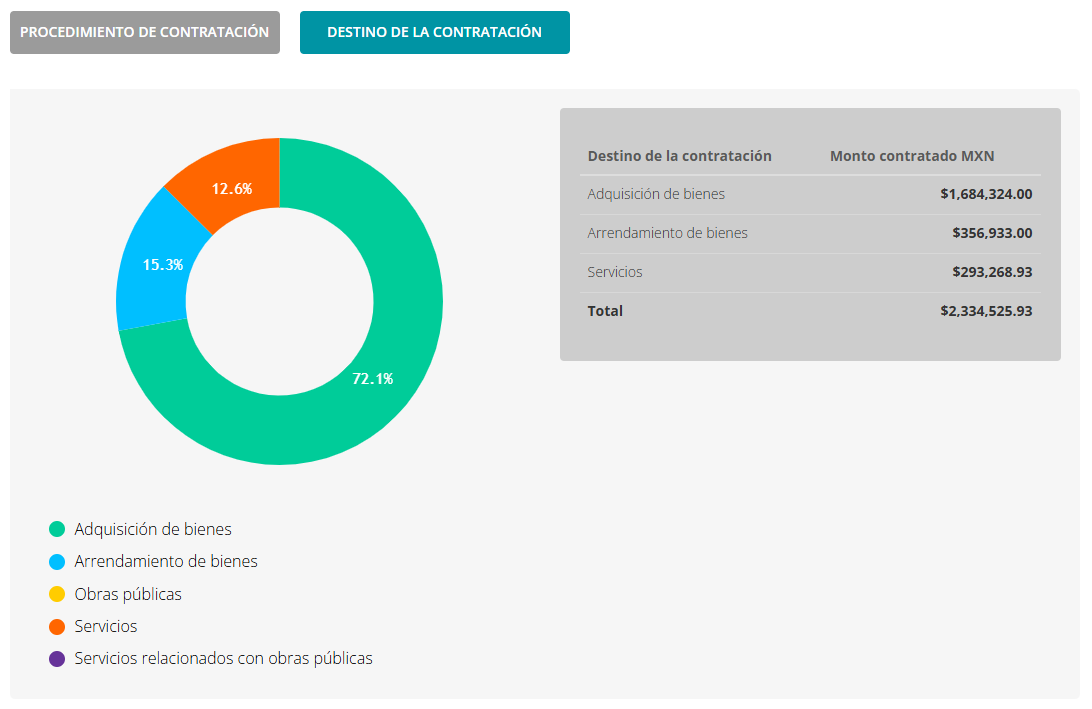 PROCEDIMIENTO DE CONTRATACIÓN
DESTINO DE LA CONTRATACIÓN
12.6%
15.3%
72.1%
Adquisición de bienes
Arrendamiento de bienes
Obras públicas
Servicios
Servicios relacionados con obras públicas
Destino de la contratación Monto contratado MXN
Adquisición de bienes $1,684,324.00
Arrendamiento de bienes $356,933.00
Servicios $293,268.93
Total $2,334,525.93